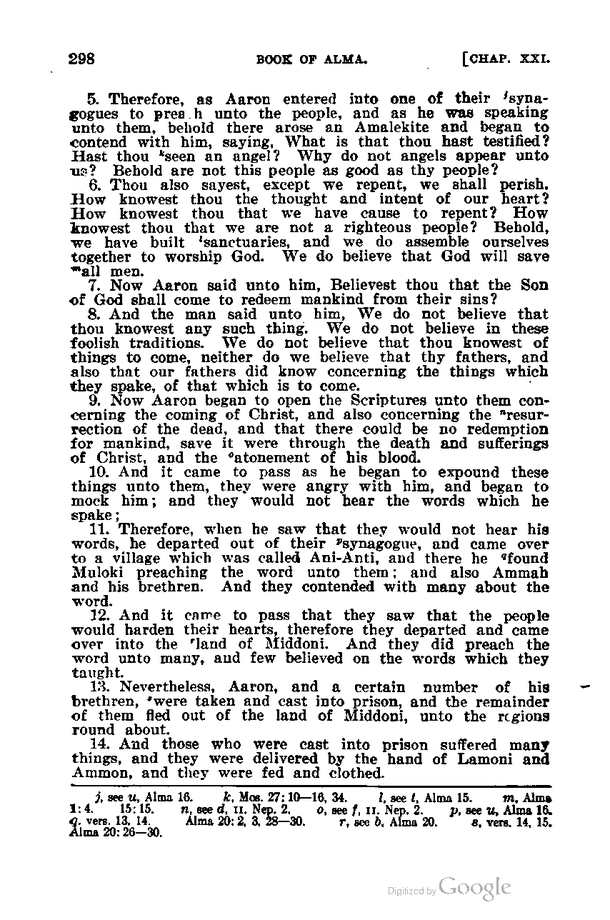 298 BOOK OF ALMA. [CHAP. XXI.
5. Therefore, as Aaron entered into one of their ʲsyna-
gogues to pres h unto the people, and as he was speaking
unto them, behold there arose an Amalekite and began to
contend with him, saying, What is that thou hast testified?
Hast thou ᵏseen an angel? Why do not angels appear unto
us? Behold are not this people as good as thy people?
6. Thou also sayest, except we repent, we shall perish.
How knowest thou the thought and intent of our heart?
How knowest thou that we have cause to repent? How
knowest thou that we are not a righteous people? Behold,
we have built ˡsanctuaries, and we do assemble ourselves
together to worship God. We do believe that God will save
ᵐall men.
7. Now Aaron said unto him, Believest thou that the Son
of God shall come to redeem mankind from their sins?
8. And the man said unto him, We do not believe that
thou knowest any such thing. We do not believe in these
foolish traditions. We do not believe that thou knowest of
things to come, neither do we believe that thy fathers, and
also that our fathers did know concerning the things which
they spake, of that which is to come.
9. Now Aaron began to open the Scriptures unto them con-
cerning the coming of Christ, and also concerning the ⁿresur-
rection of the dead, and that there could be no redemption
for mankind, save it were through the death and sufferings
of Christ, and the ᵒatonement of his blood.
10. And it came to pass as he began to expound these
things unto them, they were angry with him, and began to
mock him; and they would not hear the words which he
spake;
11. Therefore, when he saw that they would not hear his
words, he departed out of their ᵖsynagogue, and came over
to a village which was called Ani-Anti, and there he ᑫfound
Muloki preaching the word unto them; and also Ammah
and his brethren. And they contended with many about the
word.
12. And it came to pass that they saw that the people
would harden their hearts, therefore they departed and came
over into the ʳland of Middoni. And they did preach the
word unto many, and few believed on the words which they
taught.
13. Nevertheless, Aaron, and a certain number of his
brethren, ˢwere taken and cast into prison, and the remainder
of them fled out of the land of Middoni, unto the regions
round about.
14. And those who were cast into prison suffered many
things, and they were delivered by the hand of Lamoni and
Ammon, and they were fed and clothed.
j, see u, Alma 16. k, Mos. 27: 10—16, 34. l, see t, Alma 15. m, Alma
1: 4. 15: 15. n, see d, II. Nep. 2. o, see f, II. Nep. 2. p, see u, Alma 16.
q. vers. 13, 14. Alma 20: 2, 3, 28—30. r, see b, Alma 20. s, vers. 14, 15.
Alma 20: 26—30.
Digitized by Google